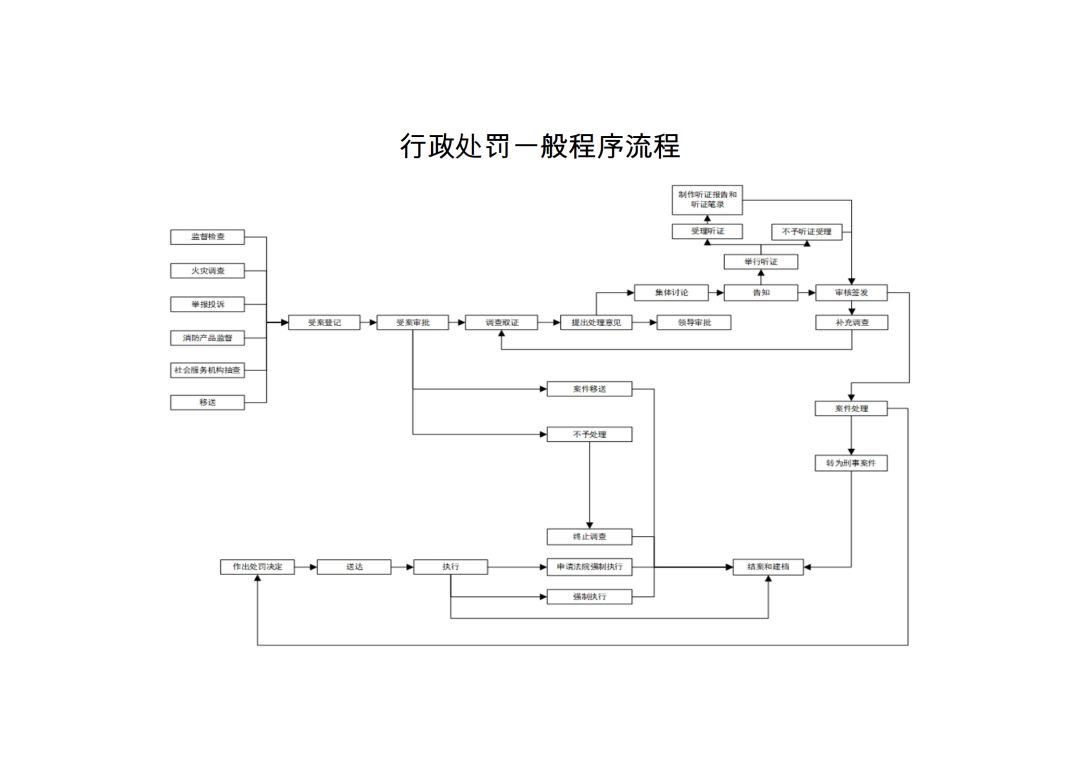 行政处罚一般程序流程
制作听证报告和
听证笔录
受理听证
不予听证受理
监督检查
举行听证
火灾调查
集体讨论
告知
审核签发
举报投诉
受案登记
受案审批
调查取证
提出处理意见
领导审批
补充调查
消防产品监督
社会服务机构抽查
移送
案件移送
案件处理
不予处理
转为刑事案件
终止调查
作出处罚决定
送达
执行
申请法院强制执行
结案和建档
强制执行